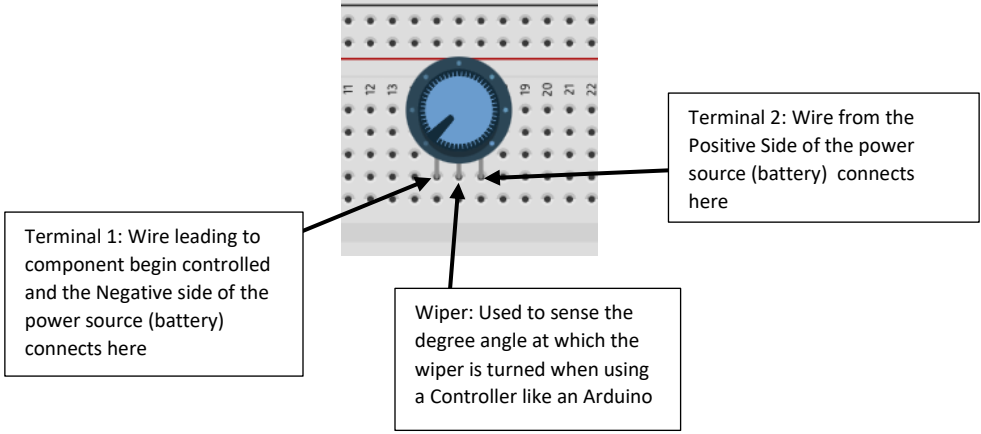 11 12 13 19 20 21 22
Terminal 2: Wire from the
Positive Side of the power
source (battery) connects
here
Terminal 1: Wire leading to
component begin controlled
and the Negative side of the
power source (battery)
connects here
Wiper: Used to sense the
degree angle at which the
wiper is turned when using
a Controller like an Arduino